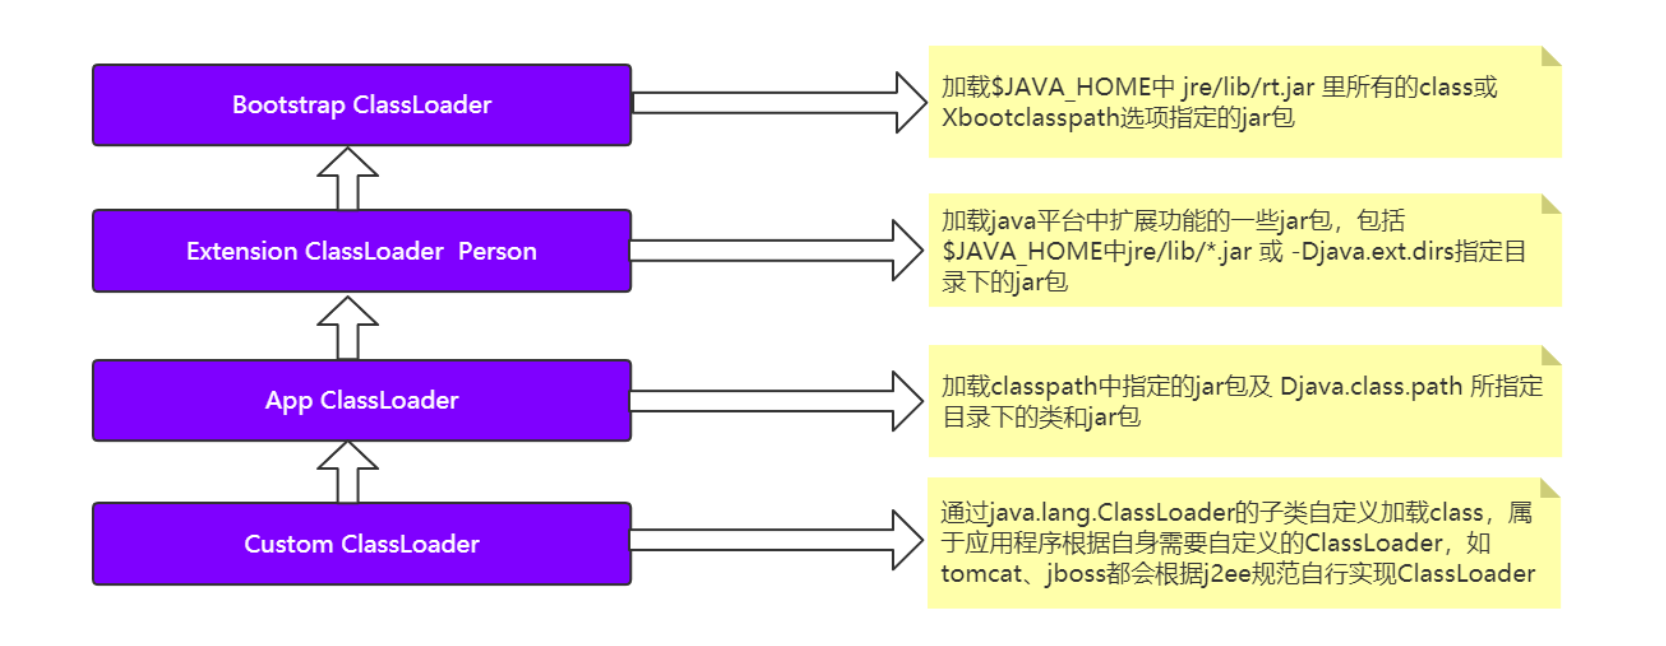 Bootstrap ClassLoader
加载$JAVA_HOME中 jre/lib/rt.jar 里所有的class或
Xbootclasspath选项指定的jar包
Extension ClassLoader  Person
加载java平台中扩展功能的一些jar包，包括
$JAVA_HOME中jre/lib/*.jar 或 -Djava.ext.dirs指定目
录下的jar包
App ClassLoader
加载classpath中指定的jar包及 Djava.class.path 所指定
目录下的类和jar包
Custom ClassLoader
通过java.lang.ClassLoader的子类自定义加载class，属
于应用程序根据自身需要自定义的ClassLoader，如
tomcat、jboss都会根据j2ee规范自行实现ClassLoader